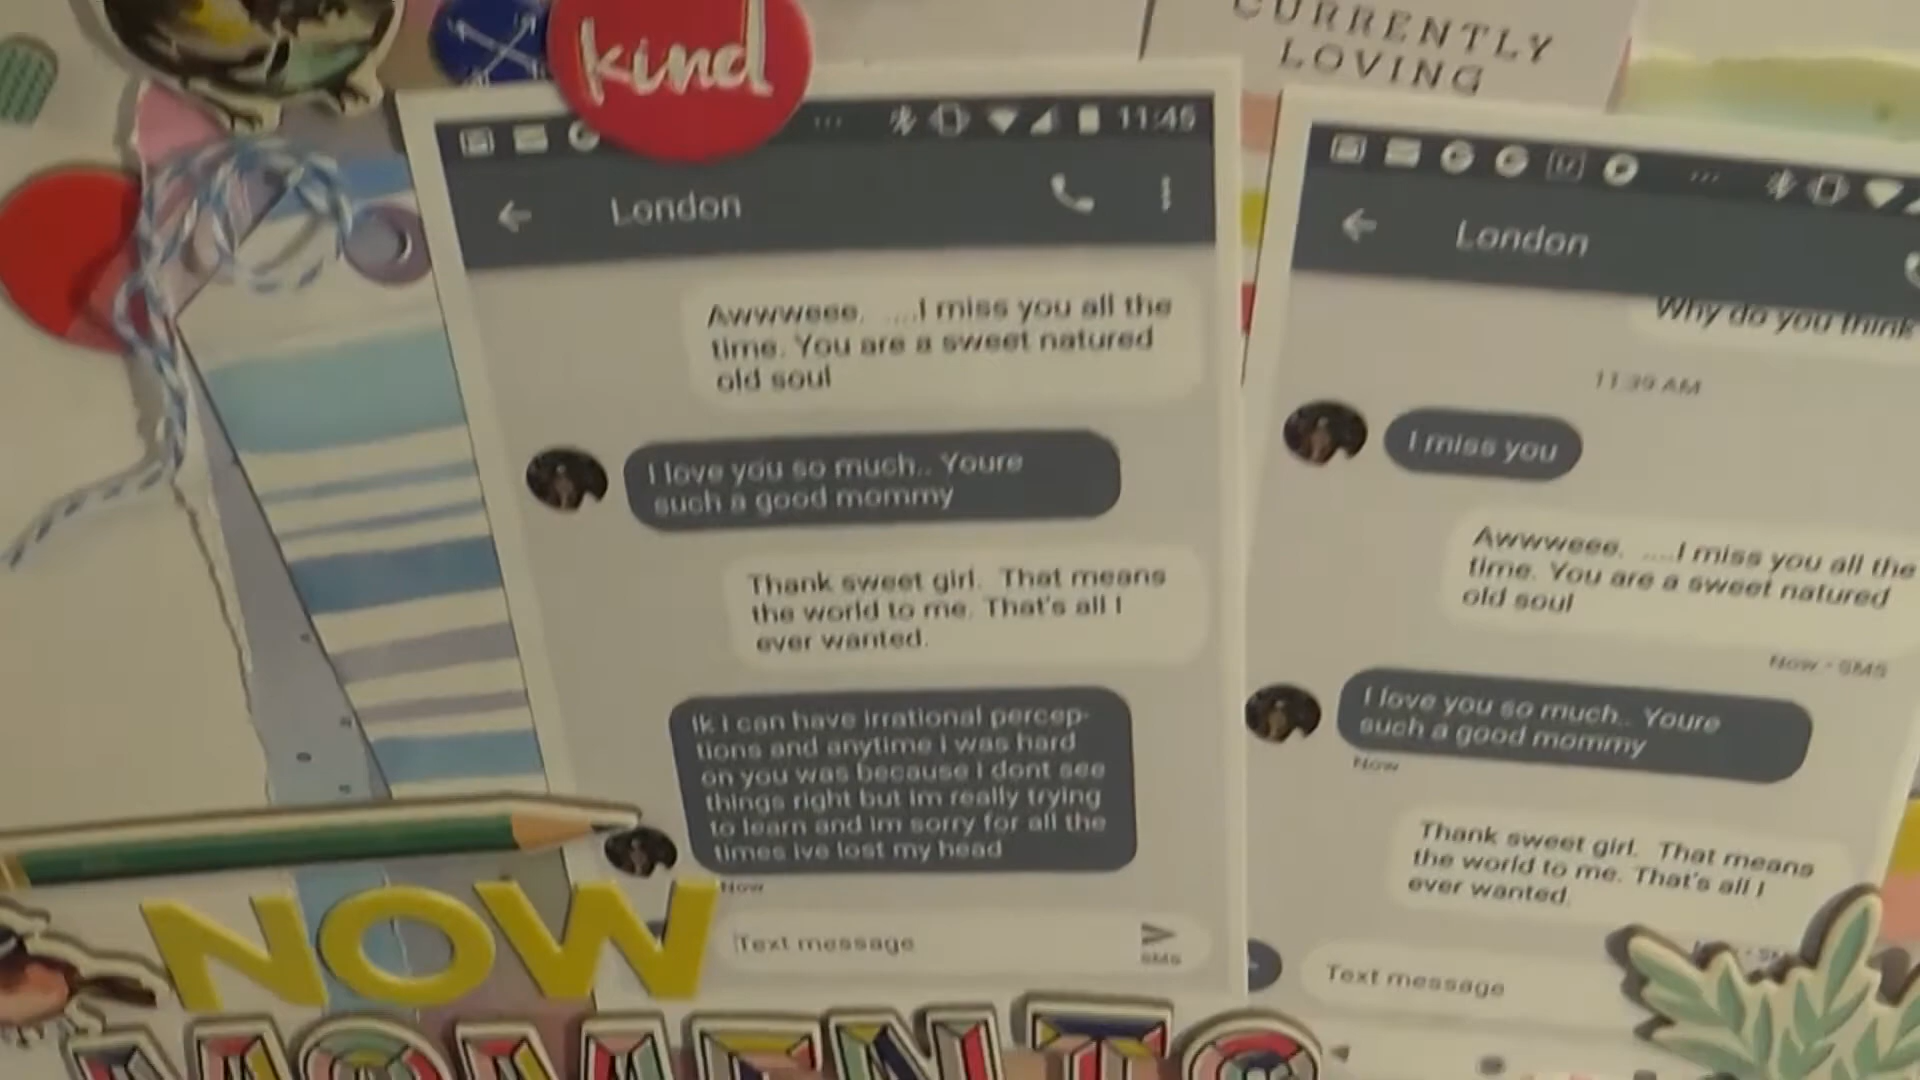 kind
CURRENTLY
LOVING
11:45
London
Awwweee. ....I miss you all the
time. You are a sweet natured
old soul
I love you so much.. Youre
such a good mommy
Thank sweet girl. That means
the world to me. That's all I
ever wanted.
Ik i can have irrational percep-
tions and anytime i was hard
on you was because i dont see
things right but im really trying
to learn and im sorry for all the
times ive lost my head
Now
Text message
SMS
London
Why do you think
11:39 AM
I miss you
Awwweee. ....I miss you all the
time. You are a sweet natured
old soul
Now • SMS
I love you so much.. Youre
such a good mommy
Now
Thank sweet girl. That means
the world to me. That's all I
ever wanted.
Text message
NOW
MOMENTS